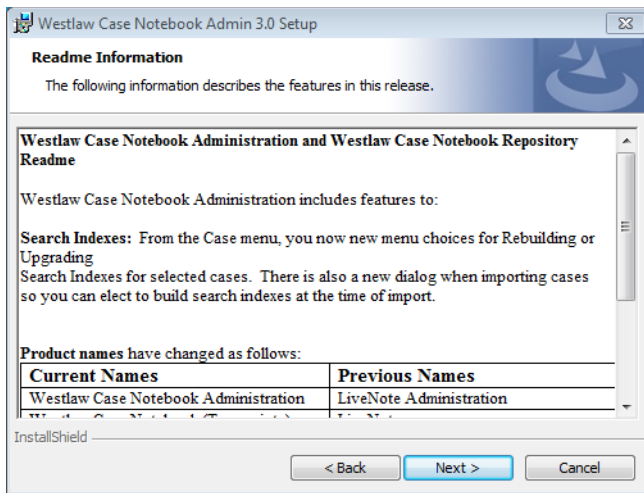 Westlaw Case Notebook Admin 3.0 Setup
Readme Information
The following information describes the features in this release.
Westlaw Case Notebook Administration and Westlaw Case Notebook Repository
Readme
Westlaw Case Notebook Administration includes features to:
Search Indexes: From the Case menu, you now new menu choices for Rebuilding or
Upgrading
Search Indexes for selected cases. There is also a new dialog when importing cases
so you can elect to build search indexes at the time of import.
Product names have changed as follows:
Current Names Previous Names
Westlaw Case Notebook Administration LiveNote Administration
InstallShield
< Back Next > Cancel